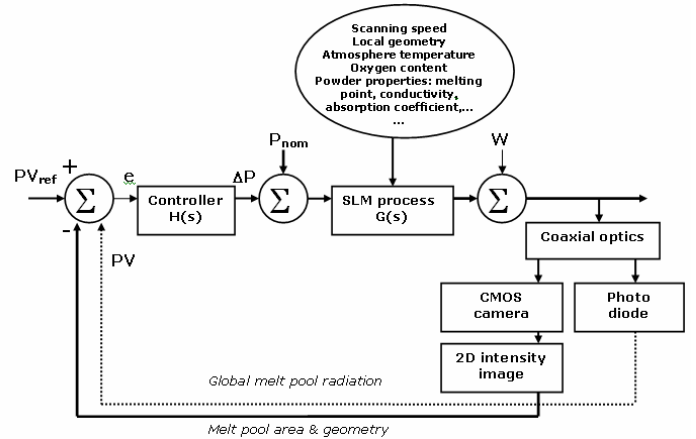 Scanning speed
Local geometry
Atmosphere temperature
Oxygen content
Powder properties: melting
point, conductivity,
absorption coefficient,...
...
Pnom
W
+
PVref
Σ
e
Controller
H(s)
ΔP
Σ
SLM process
G(s)
Σ
-
PV
Coaxial optics
CMOS
camera
Photo
diode
2D intensity
image
Global melt pool radiation
Melt pool area & geometry